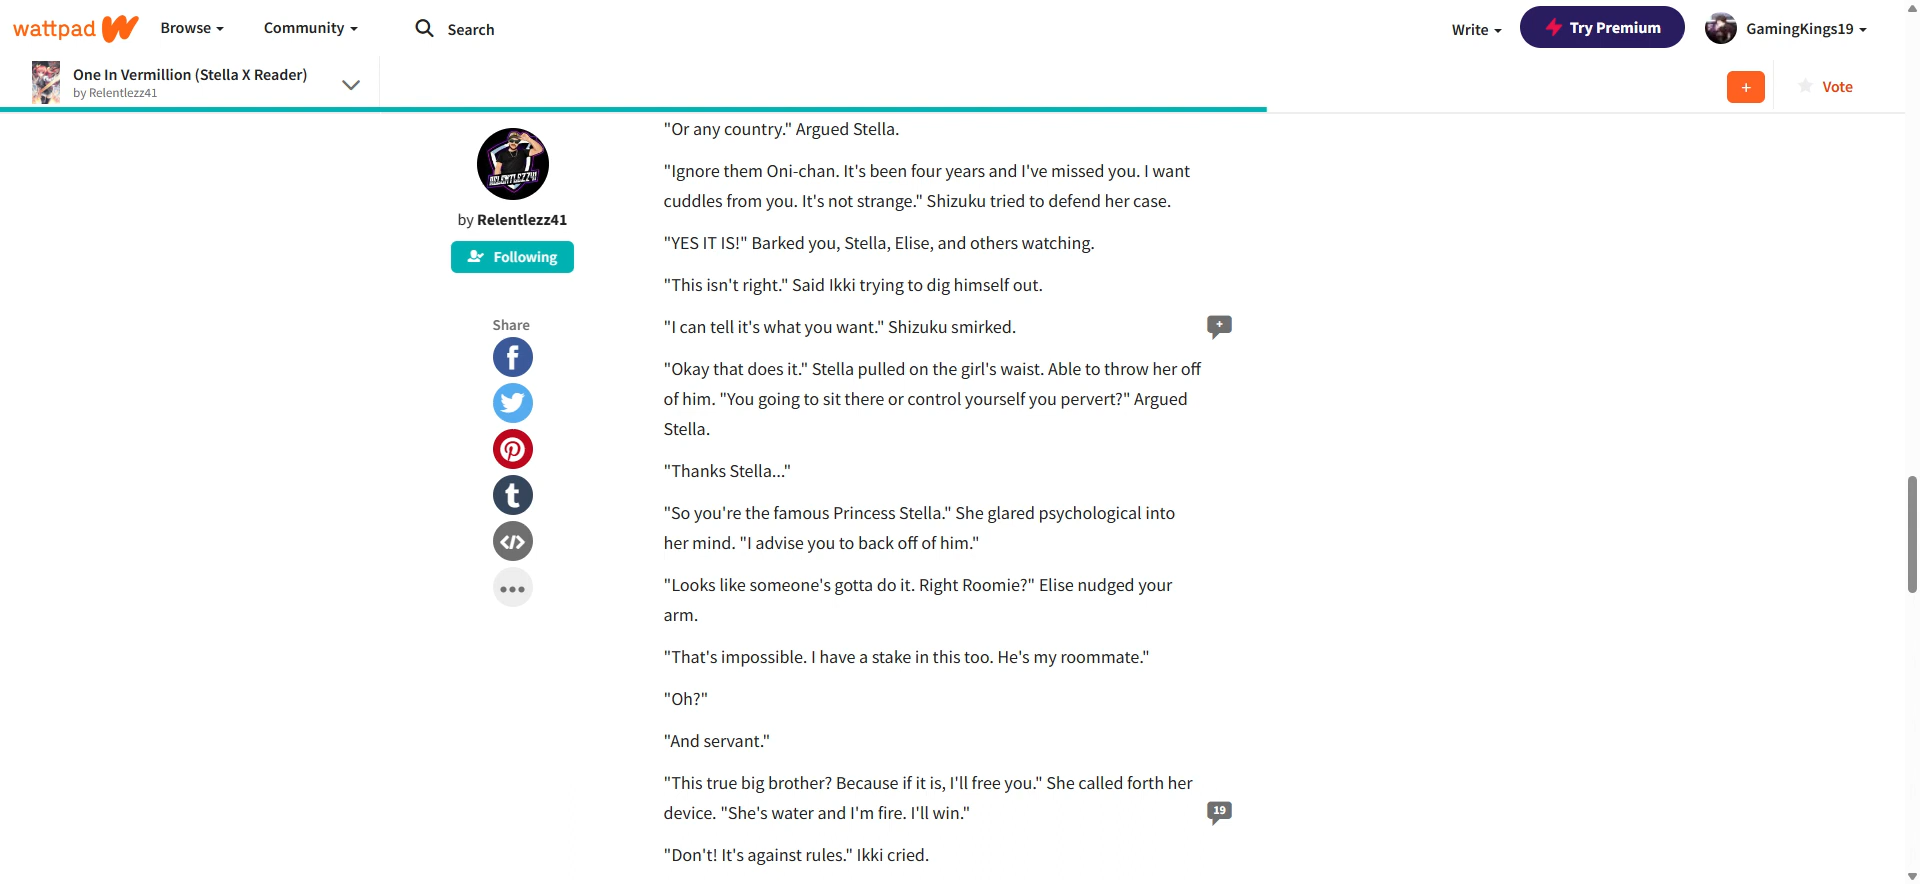 wattpad
Browse
Community
Search
Write
Try Premium
GamingKings19
One In Vermillion (Stella X Reader)
by Relentlezz41
+
Vote
RELENTLEZZ41
by Relentlezz41
Following
Share
"Or any country." Argued Stella.
"Ignore them Oni-chan. It's been four years and I've missed you. I want
cuddles from you. It's not strange." Shizuku tried to defend her case.
"YES IT IS!" Barked you, Stella, Elise, and others watching.
"This isn't right." Said Ikki trying to dig himself out.
"I can tell it's what you want." Shizuku smirked.
+
"Okay that does it." Stella pulled on the girl's waist. Able to throw her off
of him. "You going to sit there or control yourself you pervert?" Argued
Stella.
"Thanks Stella..."
"So you're the famous Princess Stella." She glared psychological into
her mind. "I advise you to back off of him."
"Looks like someone's gotta do it. Right Roomie?" Elise nudged your
arm.
"That's impossible. I have a stake in this too. He's my roommate."
"Oh?"
"And servant."
"This true big brother? Because if it is, I'll free you." She called forth her
device. "She's water and I'm fire. I'll win."
19
"Don't! It's against rules." Ikki cried.